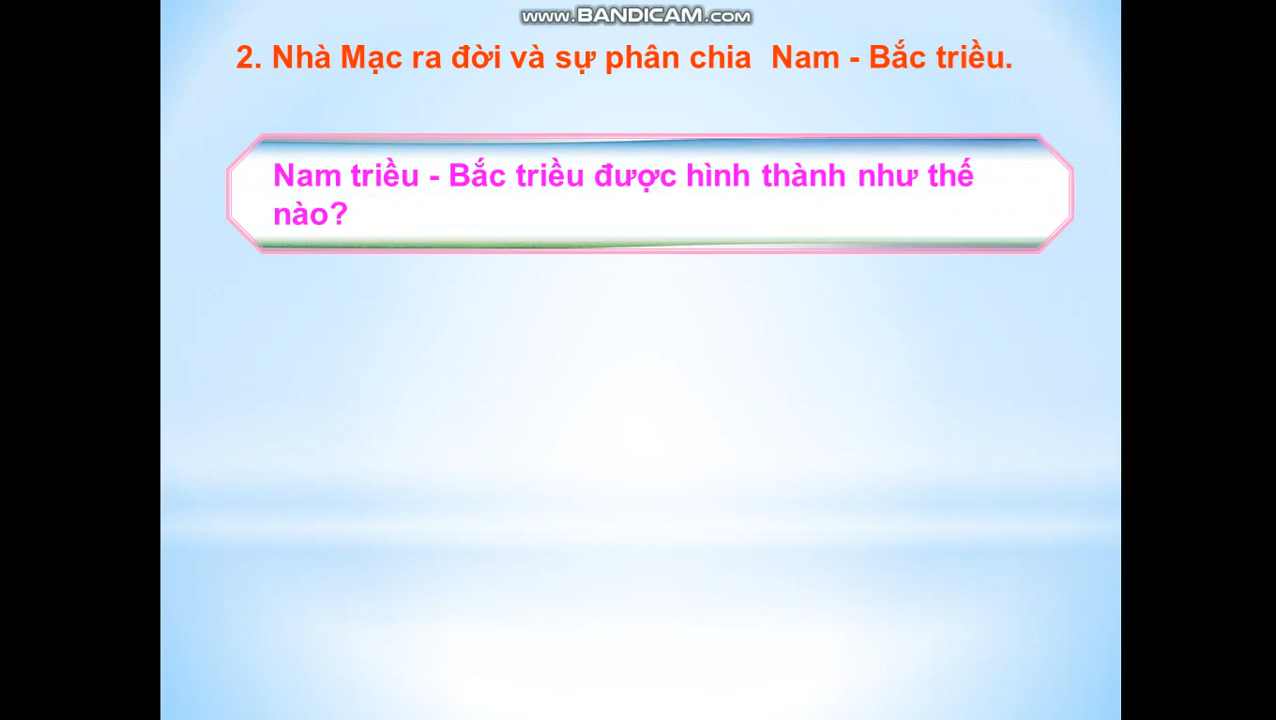 www.BANDICAM.com
2. Nhà Mạc ra đời và sự phân chia Nam - Bắc triều.
Nam triều - Bắc triều được hình thành như thế
nào?